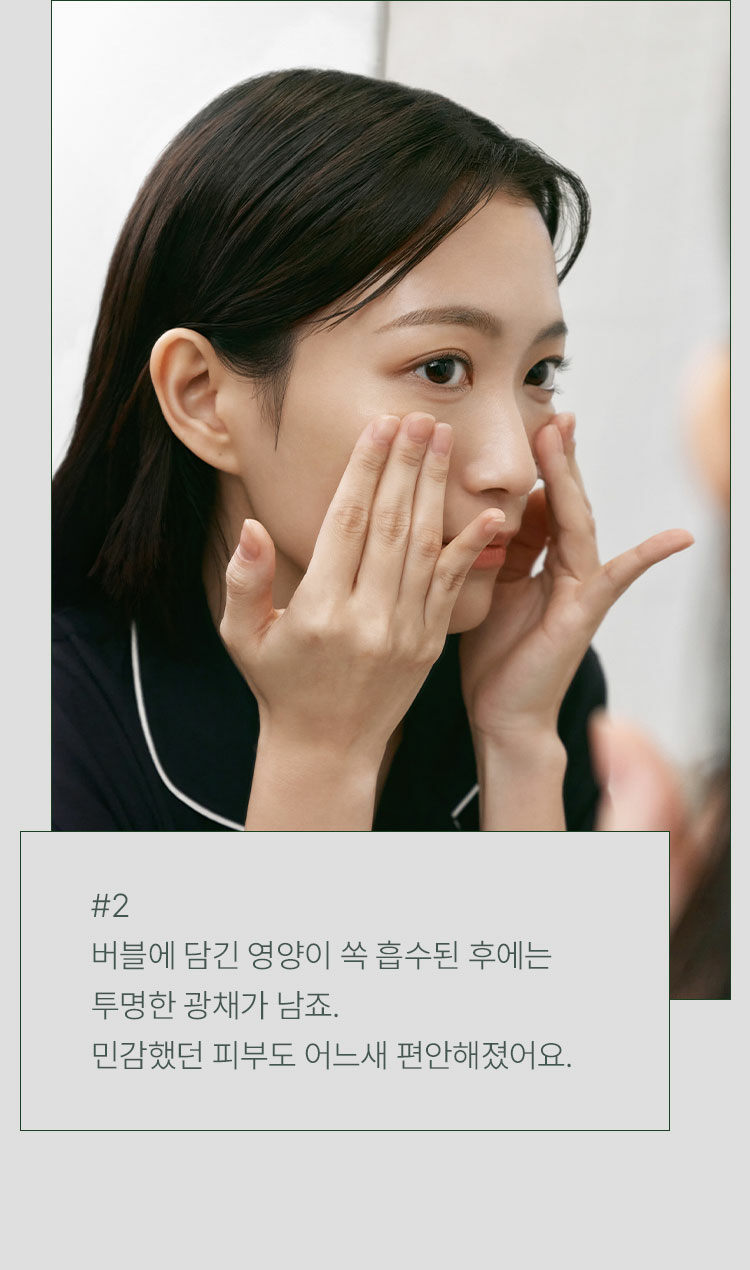 #2
버블에 담긴 영양이 쏙 흡수된 후에는
투명한 광채가 남죠.
민감했던 피부도 어느새 편안해졌어요.